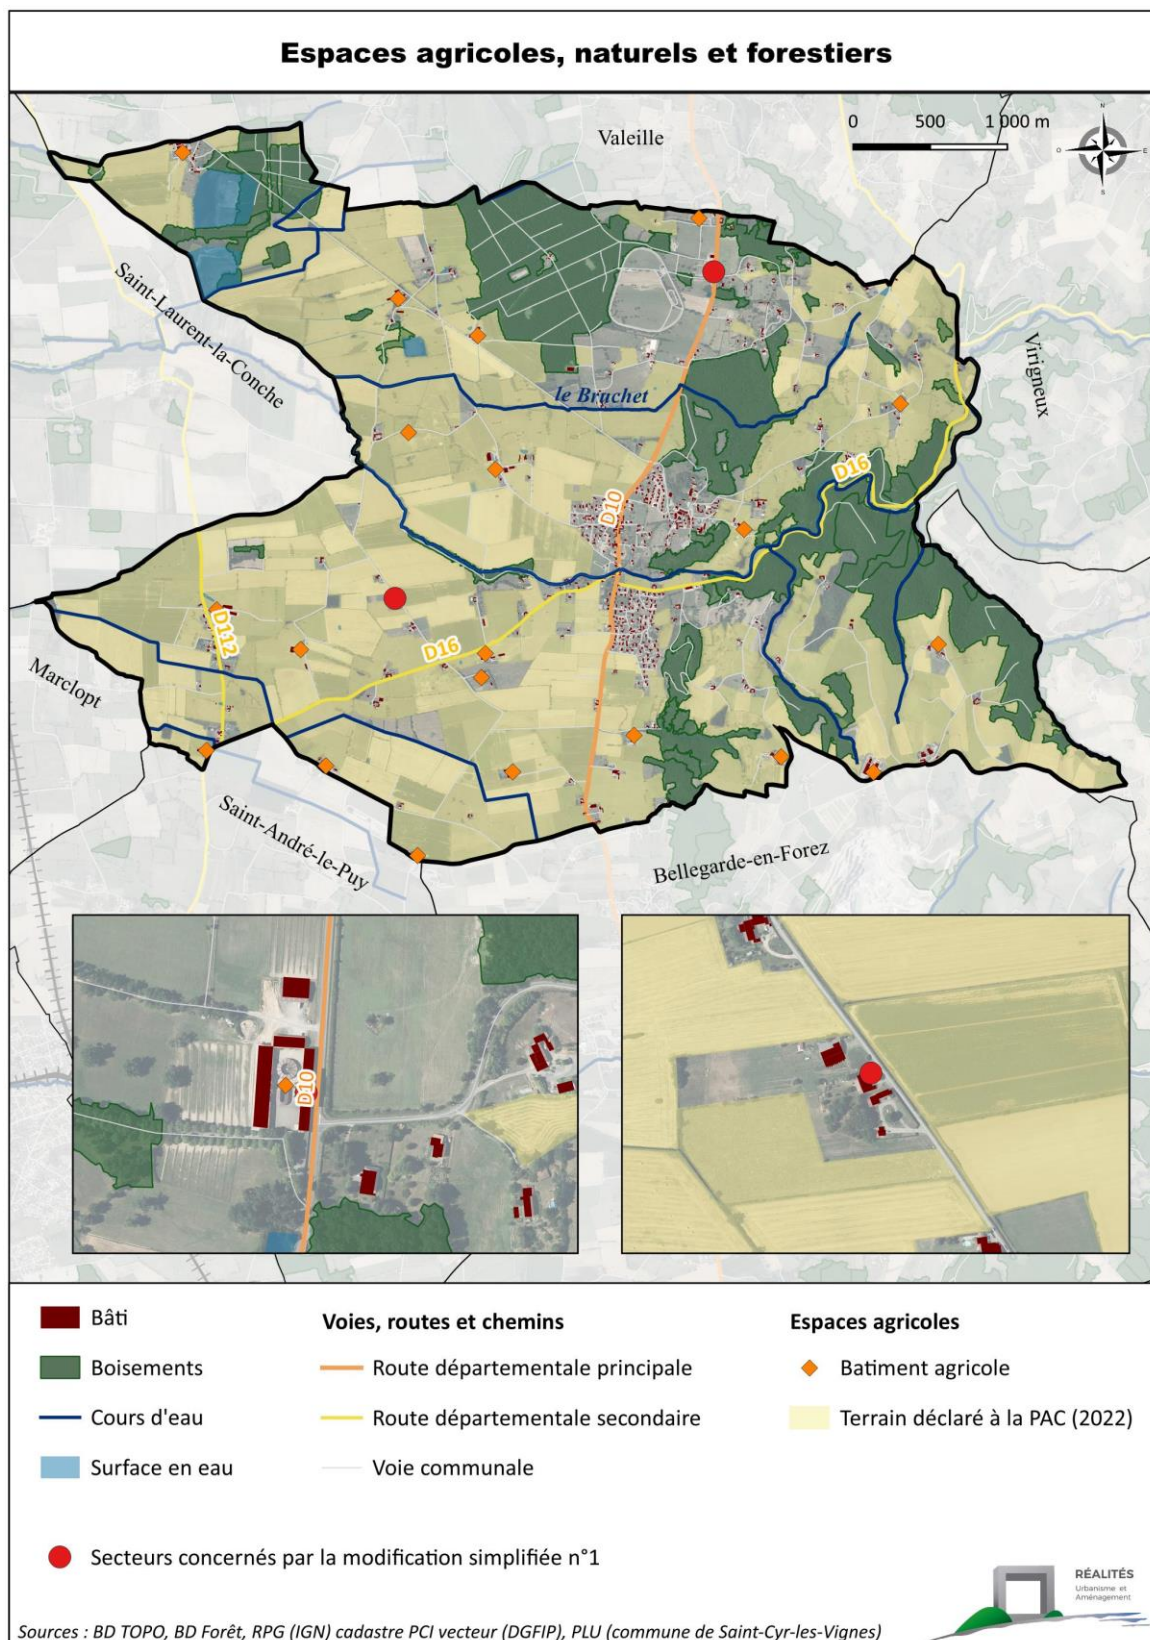 Espaces agricoles, naturels et forestiers
Valeille
0 500 1 000 m
N
O E
S
Saint-Laurent-la-Conche
Virigneux
le Bruchet
D16
D10
D112
D16
Marclopt
Saint-André-le-Puy
Bellegarde-en-Forez
D10
Bâti
Boisements
Cours d'eau
Surface en eau
Voies, routes et chemins
Route départementale principale
Route départementale secondaire
Voie communale
Espaces agricoles
Batiment agricole
Terrain déclaré à la PAC (2022)
Secteurs concernés par la modification simplifiée n°1
RÉALITÉS
Urbanisme et
Aménagement
Sources : BD TOPO, BD Forêt, RPG (IGN) cadastre PCI vecteur (DGFIP), PLU (commune de Saint-Cyr-les-Vignes)